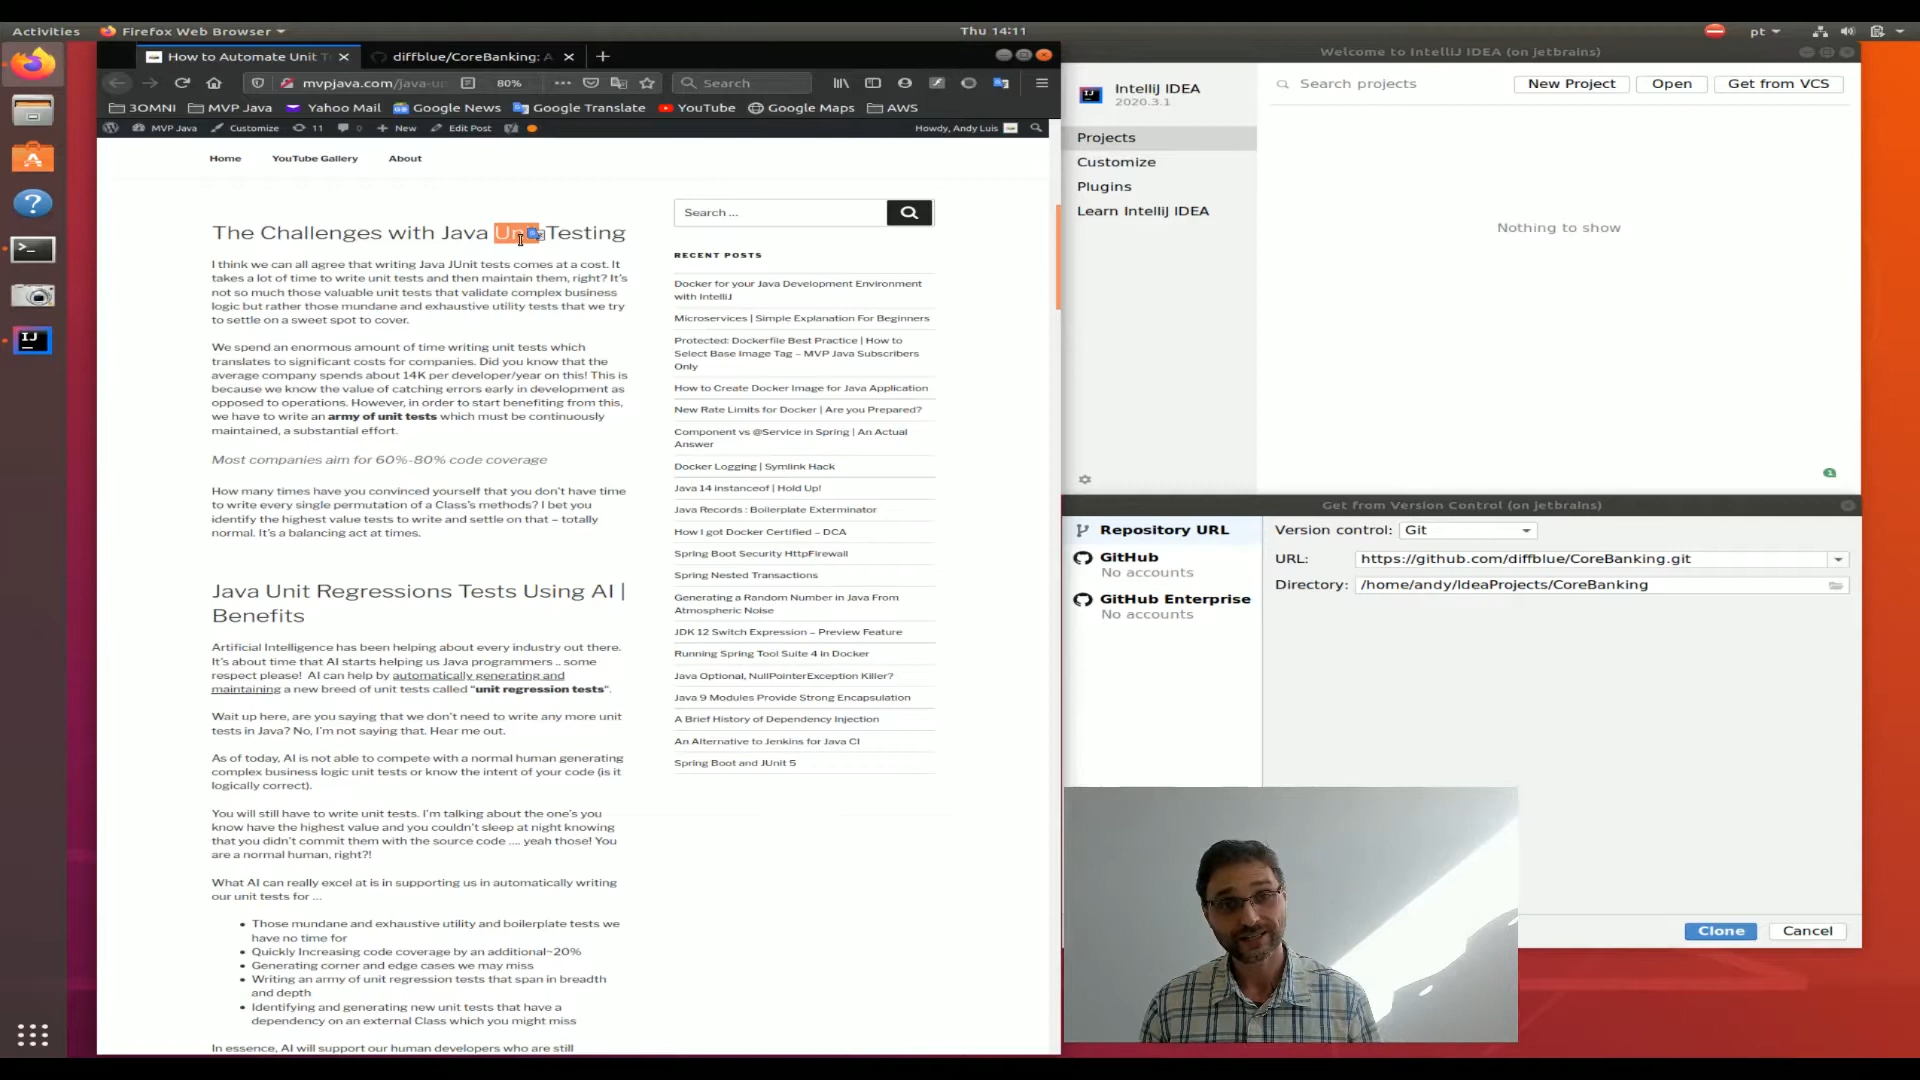 Activities
Firefox Web Browser
Thu 14:11
pt
How to Automate Unit T
diffblue/CoreBanking: A
mvpjava.com/java-u
80%
Search
3OMNI
MVP Java
Yahoo Mail
Google News
Google Translate
YouTube
Google Maps
AWS
MVP Java
Customize
11
0
New
Edit Post
Howdy, Andy Luis
Home
YouTube Gallery
About
The Challenges with Java Unit Testing
I think we can all agree that writing Java JUnit tests comes at a cost. It
takes a lot of time to write unit tests and then maintain them, right? It's
not so much those valuable unit tests that validate complex business
logic but rather those mundane and exhaustive utility tests that we try
to settle on a sweet spot to cover.
We spend an enormous amount of time writing unit tests which
translates to significant costs for companies. Did you know that the
average company spends about 14K per developer/year on this! This is
because we know the value of catching errors early in development as
opposed to operations. However, in order to start benefiting from this,
we have to write an army of unit tests which must be continuously
maintained, a substantial effort.
Most companies aim for 60%-80% code coverage
How many times have you convinced yourself that you don't have time
to write every single permutation of a Class's methods? I bet you
identify the highest value tests to write and settle on that – totally
normal. It's a balancing act at times.
Java Unit Regressions Tests Using AI |
Benefits
Artificial Intelligence has been helping about every industry out there.
It's about time that AI starts helping us Java programmers .. some
respect please! AI can help by automatically generating and
maintaining a new breed of unit tests called "unit regression tests".
Wait up here, are you saying that we don't need to write any more unit
tests in Java? No, I'm not saying that. Hear me out.
As of today, AI is not able to compete with a normal human generating
complex business logic unit tests or know the intent of your code (is it
logically correct).
You will still have to write unit tests. I'm talking about the one's you
know have the highest value and you couldn't sleep at night knowing
that you didn't commit them with the source code .... yeah those! You
are a normal human, right?!
What AI can really excel at is in supporting us in automatically writing
our unit tests for ...
Those mundane and exhaustive utility and boilerplate tests we
have no time for
Quickly Increasing code coverage by an additional~20%
Generating corner and edge cases we may miss
Writing an army of unit regression tests that span in breadth
and depth
Identifying and generating new unit tests that have a
dependency on an external Class which you might miss
In essence, AI will support our human developers who are still
Search ...
RECENT POSTS
Docker for your Java Development Environment
with IntelliJ
Microservices | Simple Explanation For Beginners
Protected: Dockerfile Best Practice | How to
Select Base Image Tag – MVP Java Subscribers
Only
How to Create Docker Image for Java Application
New Rate Limits for Docker | Are you Prepared?
Component vs @Service in Spring | An Actual
Answer
Docker Logging | Symlink Hack
Java 14 instanceof | Hold Up!
Java Records : Boilerplate Exterminator
How I got Docker Certified – DCA
Spring Boot Security HttpFirewall
Spring Nested Transactions
Generating a Random Number in Java From
Atmospheric Noise
JDK 12 Switch Expression – Preview Feature
Running Spring Tool Suite 4 in Docker
Java Optional, NullPointerException Killer?
Java 9 Modules Provide Strong Encapsulation
A Brief History of Dependency Injection
An Alternative to Jenkins for Java CI
Spring Boot and JUnit 5
Welcome to IntelliJ IDEA (on jetbrains)
IJ
IntelliJ IDEA
2020.3.1
Search projects
New Project
Open
Get from VCS
Projects
Customize
Plugins
Learn IntelliJ IDEA
Nothing to show
1
Get from Version Control (on jetbrains)
Repository URL
GitHub
No accounts
GitHub Enterprise
No accounts
Version control:
Git
URL:
https://github.com/diffblue/CoreBanking.git
Directory:
/home/andy/IdeaProjects/CoreBanking
Clone
Cancel
IJ